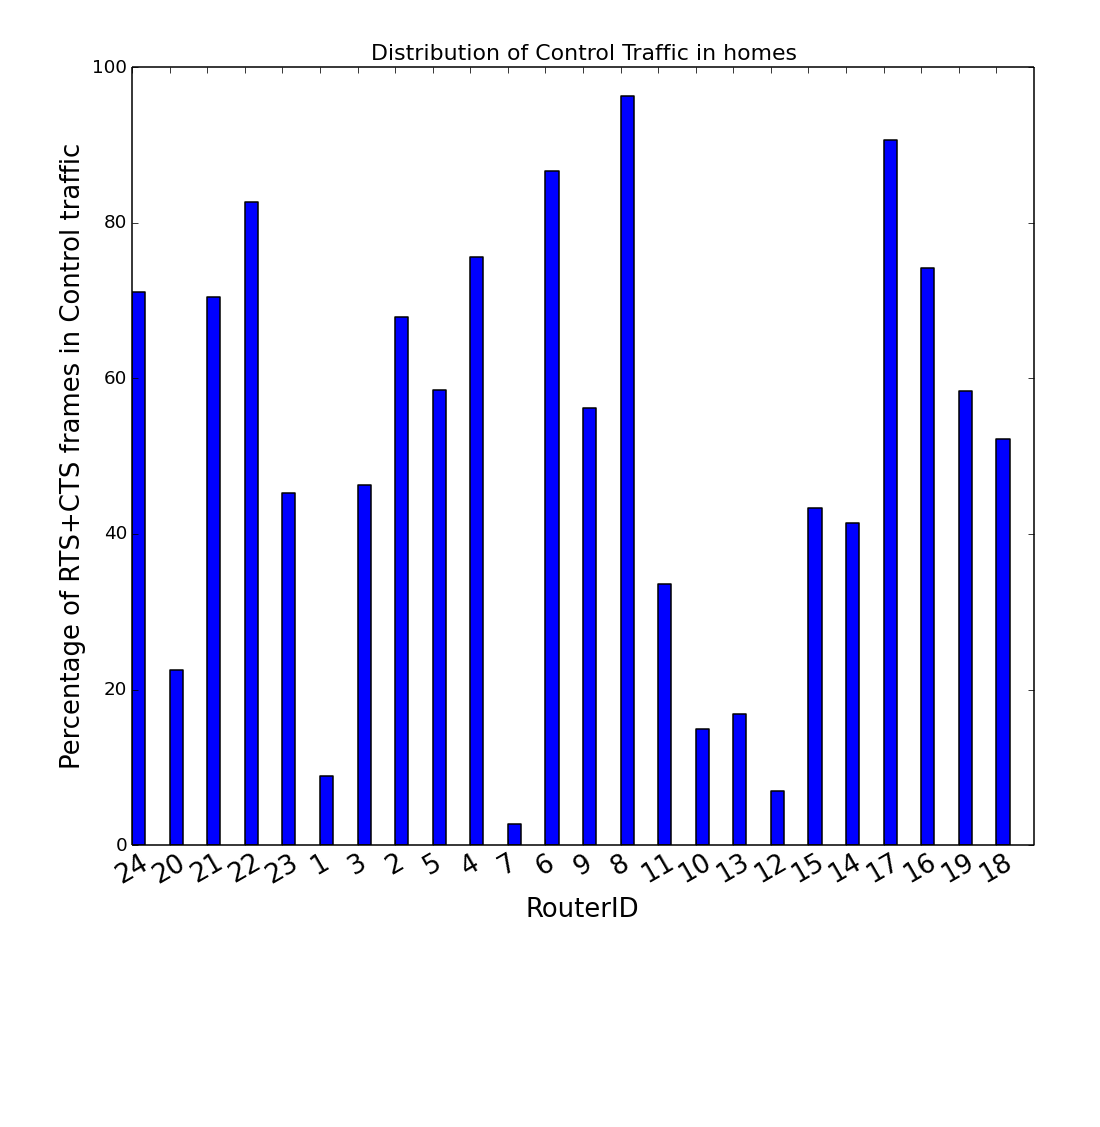 Distribution of Control Traffic in homes
Percentage of RTS+CTS frames in Control traffic
100
80
60
40
20
0
24 20 21 22 23 1 3 2 5 4 7 6 9 8 11 10 13 12 15 14 17 16 19 18
RouterID